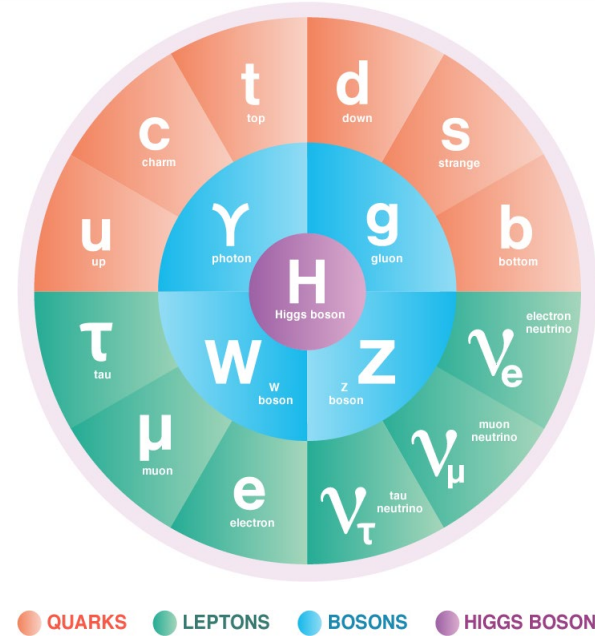 t
top
d
down
c
charm
s
strange
u
up
b
bottom
γ
photon
g
gluon
H
Higgs boson
W
W
boson
Z
Z
boson
τ
tau
μ
muon
e
electron
ντ
tau
neutrino
νμ
muon
neutrino
νe
electron
neutrino
QUARKS
LEPTONS
BOSONS
HIGGS BOSON